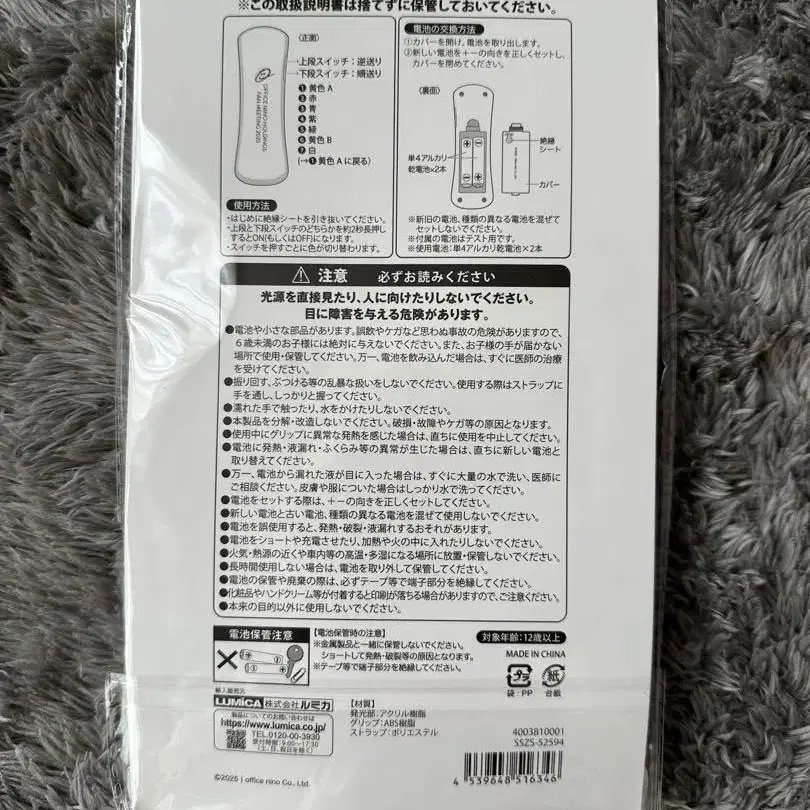 ※この取扱説明書は捨てずに保管しておいてください。
(正面)
上段スイッチ:逆送り
下段スイッチ:順送り
❶黄色A
❷赤
❸青
❹紫
❺緑
❻黄色B
❼白
(→❶黄色Aに戻る)
OFFICE NINO HOLDINGS
FAN MEETING 2025
使用方法
・はじめに絶縁シートを引き抜いてください。
・上段と下段スイッチのどちらかを約2秒長押し
するとON(もしくはOFF)になります。
・スイッチを押すごとに色が切り替わります。
電池の交換方法
①カバーを開け、電池を取り出します。
②新しい電池を+-の向きを正しくセットし、
カバーを閉めてください。
(裏面)
単4アルカリ
乾電池×2本
絶縁
シート
カバー
※新旧の電池、種類の異なる電池を混ぜて
セットしないでください。
※付属の電池はテスト用です。
※使用電池:単4アルカリ乾電池×2本
注意 必ずお読みください
光源を直接見たり、人に向けたりしないでください。
目に障害を与える危険があります。
●電池や小さな部品があります。誤飲やケガなど思わぬ事故の危険がありますので、
6歳未満のお子様には絶対に与えないでください。また、お子様の手が届かない
場所で使用・保管してください。万一、電池を飲み込んだ場合は、すぐに医師の治療
を受けてください。
●振り回す、ぶつける等の乱暴な扱いをしないでください。使用する際はストラップに
手を通し、しっかりと握ってください。
●濡れた手で触ったり、水をかけたりしないでください。
●本製品を分解・改造しないでください。破損・故障やケガ等の原因となります。
●使用中にグリップに異常な発熱を感じた場合は、直ちに使用を中止してください。
●電池に発熱・液漏れ・ふくらみ等の異常が生じた場合は、直ちに新しい電池と
取り替えてください。
●万一、電池から漏れた液が目に入った場合は、すぐに大量の水で洗い、医師に
ご相談ください。皮膚や服についた場合はしっかり水で洗ってください。
●電池をセットする際は、+-の向きを正しくセットしてください。
●新しい電池と古い電池、種類の異なる電池を混ぜて使用しないでください。
●電池を誤使用すると、発熱・破裂・液漏れするおそれがあります。
●電池をショートや充電させたり、加熱や火の中に入れたりしないでください。
●火気・熱源の近くや車内等の高温・多湿になる場所に放置・保管しないでください。
●長時間使用しない場合は、電池を取り外して保管してください。
●電池の保管や廃棄の際は、必ずテープ等で端子部分を絶縁してください。
●化粧品やハンドクリーム等が付着すると印刷が落ちる場合がありますので、ご注意ください。
●本来の目的以外に使用しないでください。
電池保管注意
【電池保管時の注意】
※金属製品と一緒に保管しないでください。
ショートして発熱・破裂等の原因となります。
※テープ等で端子部分を絶縁してください。
対象年齢:12歳以上
MADE IN CHINA
プラ
袋:PP
紙
台紙
輸入販売元
LUMICA 株式会社ルミカ
製品についてのお問い合わせは
https://www.lumica.co.jp/
TEL.0120-00-3930
受付時間 9:00~17:30
(土、日、祝日を除く)
【材質】
発光部:アクリル樹脂
グリップ:ABS樹脂
ストラップ:ポリエステル
4003810001
SSZS-52594
4 539648 516346
©2025 office nino Co., Ltd.